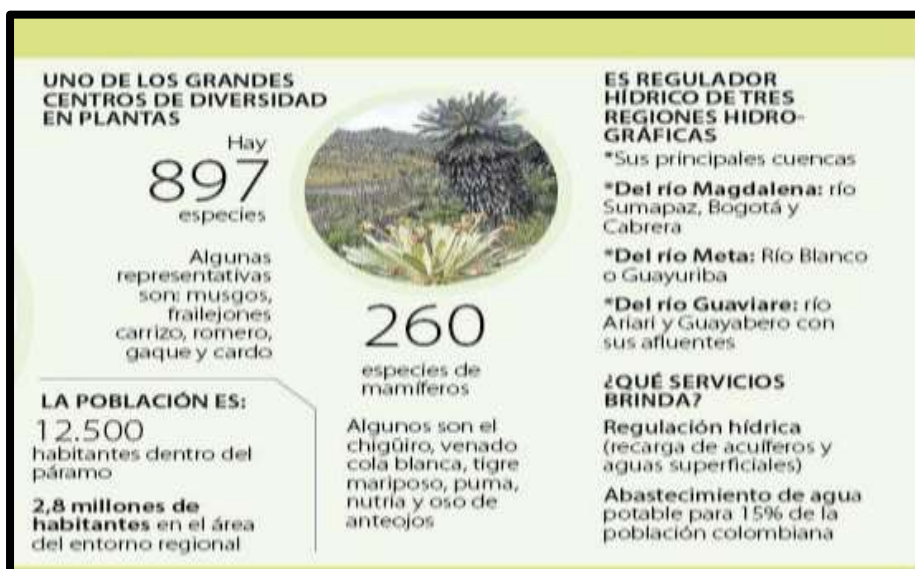 UNO DE LOS GRANDES
CENTROS DE DIVERSIDAD
EN PLANTAS
Hay
897
especies
Algunas
representativas
son: musgos,
frailejones
carrizo, romero,
gaque y cardo
LA POBLACIÓN ES:
12.500
habitantes dentro del
páramo
2,8 millones de
habitantes en el área
del entorno regional
260
especies de
mamíferos
Algunos son el
chigüiro, venado
cola blanca, tigre
mariposo, puma,
nutria y oso de
anteojos
ES REGULADOR
HÍDRICO DE TRES
REGIONES HIDRO-
GRÁFICAS
*Sus principales cuencas
*Del río Magdalena: río
Sumapaz, Bogotá y
Cabrera
*Del río Meta: Río Blanco
o Guayuriba
*Del río Guaviare: río
Ariari y Guayabero con
sus afluentes
¿QUÉ SERVICIOS
BRINDA?
Regulación hídrica
(recarga de acuíferos y
aguas superficiales)
Abastecimiento de agua
potable para 15% de la
población colombiana